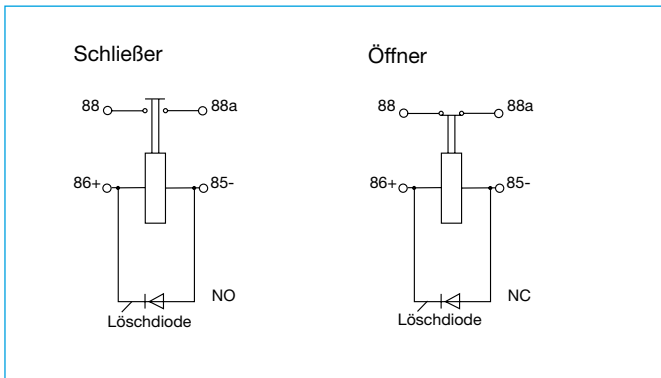 Schließer
Öffner
88 88a
88 88a
86+ 85-
86+ 85-
NO
NC
Löschdiode
Löschdiode